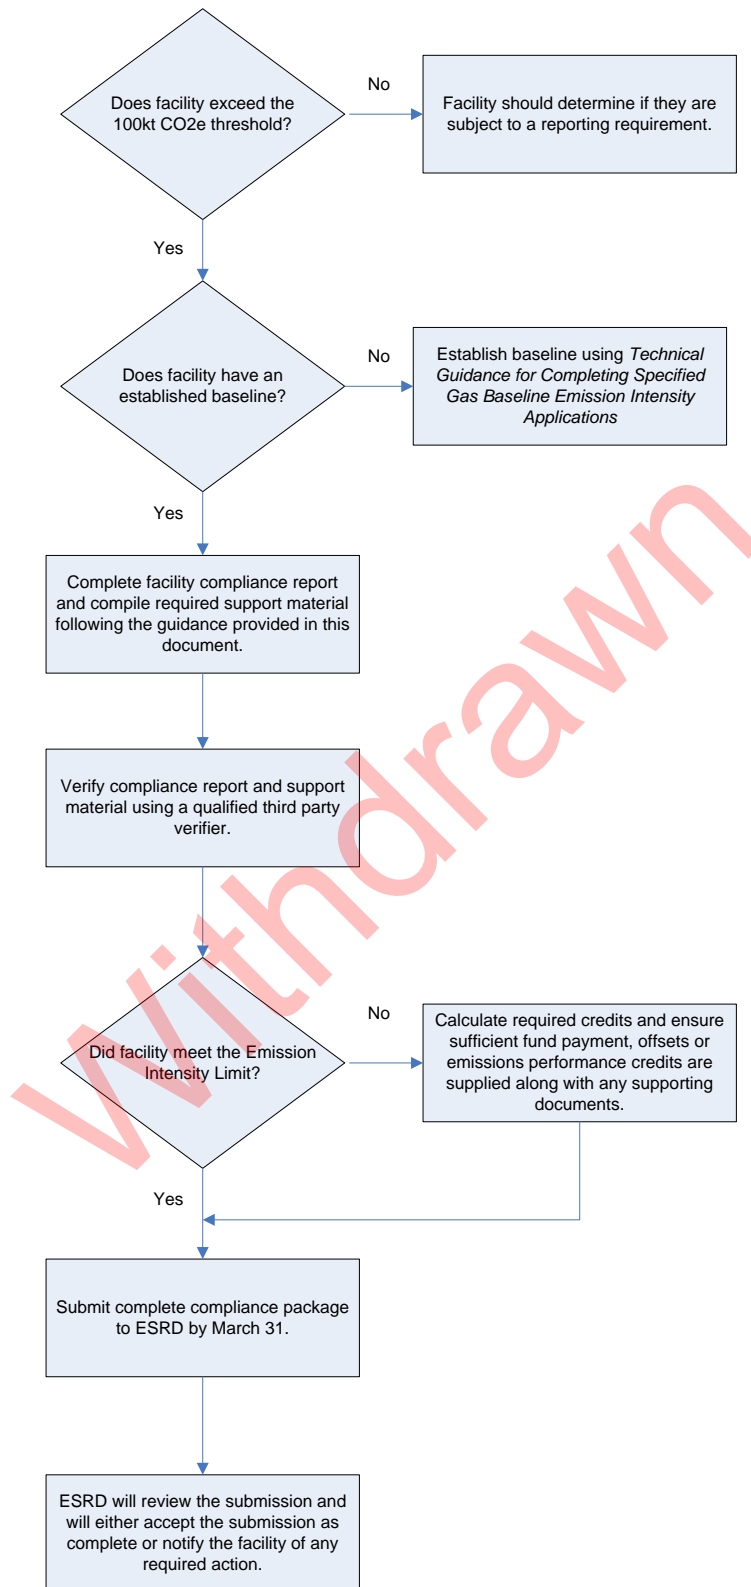 Does facility exceed the
100kt CO2e threshold?
No
Facility should determine if they are
subject to a reporting requirement.
Yes
Does facility have an
established baseline?
No
Establish baseline using Technical
Guidance for Completing Specified
Gas Baseline Emission Intensity
Applications
Yes
Complete facility compliance report
and compile required support material
following the guidance provided in this
document.
Verify compliance report and support
material using a qualified third party
verifier.
Did facility meet the Emission
Intensity Limit?
No
Calculate required credits and ensure
sufficient fund payment, offsets or
emissions performance credits are
supplied along with any supporting
documents.
Yes
Submit complete compliance package
to ESRD by March 31.
ESRD will review the submission and
will either accept the submission as
complete or notify the facility of any
required action.
Withdrawn